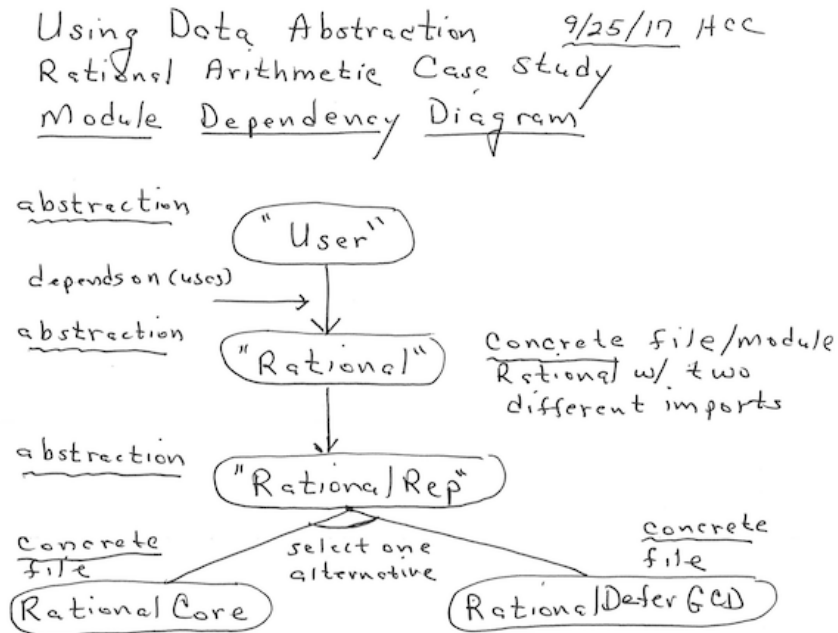 Using Data Abstraction 9/25/17 HCC
Rational Arithmetic Case Study
Module Dependency Diagram
abstraction
"User"
depends on (uses)
abstraction
"Rational"
Concrete file/module
Rational w/ two
different imports
abstraction
"RationalRep"
concrete
file
select one
alternative
concrete
file
Rational Core
RationalDeferGCD